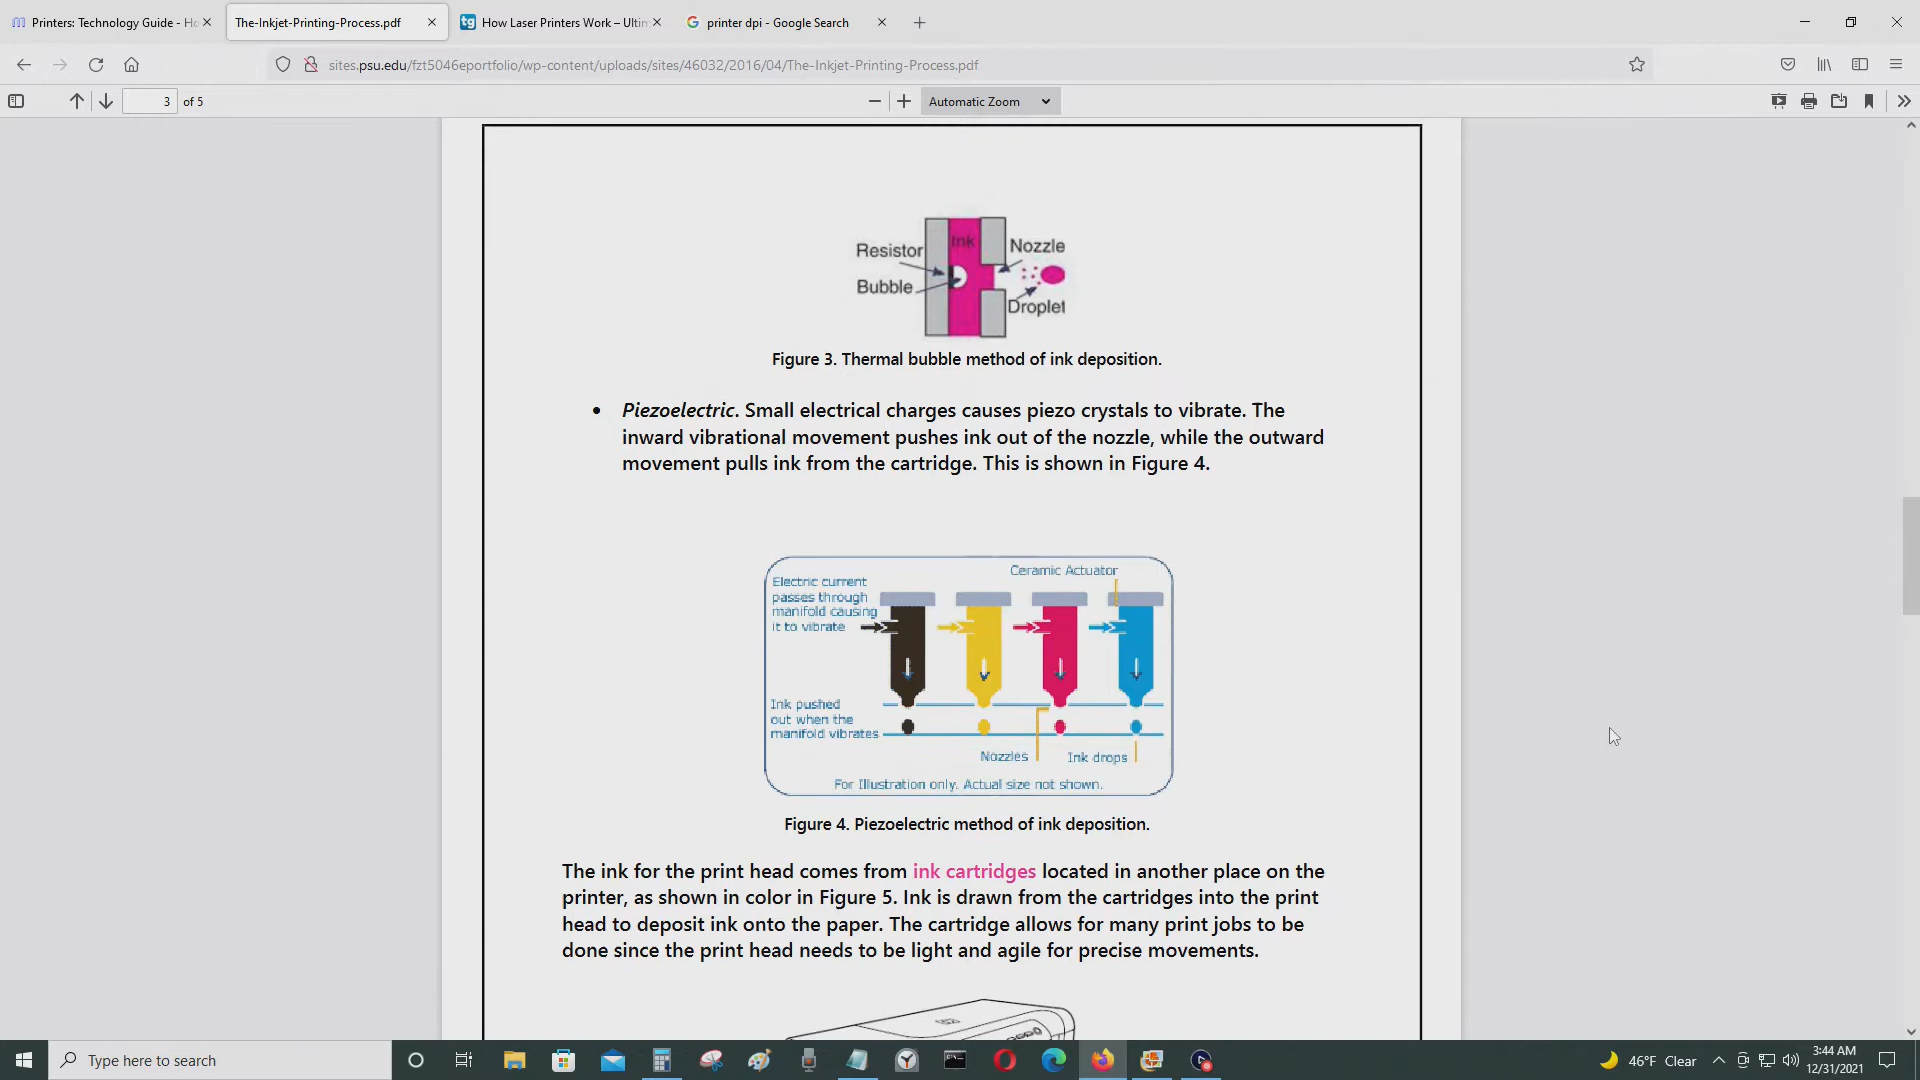 Printers: Technology Guide - Ho
The-Inkjet-Printing-Process.pdf
How Laser Printers Work – Ultim
printer dpi - Google Search
sites.psu.edu/fzt5046eportfolio/wp-content/uploads/sites/46032/2016/04/The-Inkjet-Printing-Process.pdf
3 of 5
Automatic Zoom
Resistor
Ink
Nozzle
Bubble
Droplet
Figure 3. Thermal bubble method of ink deposition.
• Piezoelectric. Small electrical charges causes piezo crystals to vibrate. The
inward vibrational movement pushes ink out of the nozzle, while the outward
movement pulls ink from the cartridge. This is shown in Figure 4.
Ceramic Actuator
Electric current
passes through
manifold causing
it to vibrate
Ink pushed
out when the
manifold vibrates
Nozzles
Ink drops
For Illustration only. Actual size not shown.
Figure 4. Piezoelectric method of ink deposition.
The ink for the print head comes from ink cartridges located in another place on the
printer, as shown in color in Figure 5. Ink is drawn from the cartridges into the print
head to deposit ink onto the paper. The cartridge allows for many print jobs to be
done since the print head needs to be light and agile for precise movements.
Type here to search
46°F Clear
3:44 AM
12/31/2021